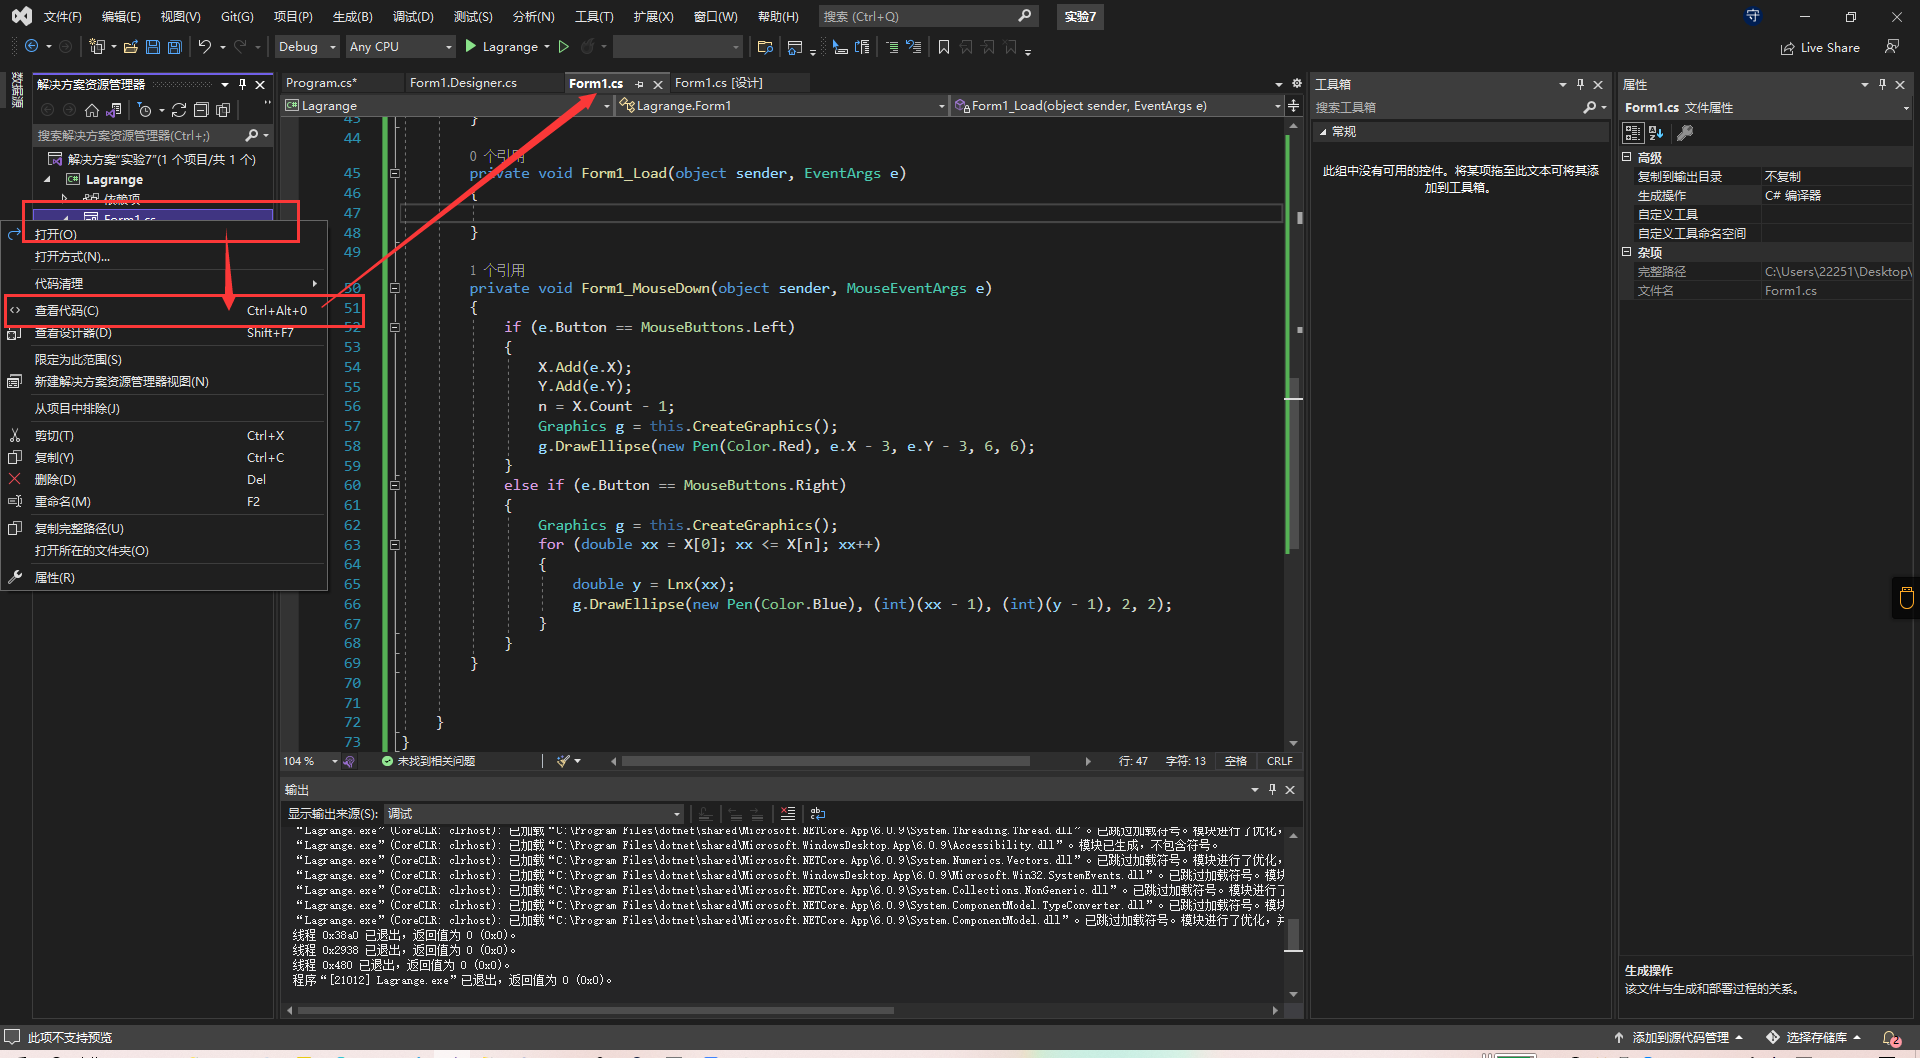 文件(F) 编辑(E) 视图(V) Git(G) 项目(P) 生成(B) 调试(D) 测试(S) 分析(N) 工具(T) 扩展(X) 窗口(W) 帮助(H) 搜索 (Ctrl+Q) 实验7 守
Debug Any CPU Lagrange Live Share
数据源
解决方案资源管理器
搜索解决方案资源管理器(Ctrl+;)
解决方案"实验7"(1 个项目/共 1 个)
Lagrange
依赖项
Form1.cs
打开(O)
打开方式(N)...
代码清理
查看代码(C) Ctrl+Alt+0
查看设计器(D) Shift+F7
限定为此范围(S)
新建解决方案资源管理器视图(N)
从项目中排除(J)
剪切(T) Ctrl+X
复制(Y) Ctrl+C
删除(D) Del
重命名(M) F2
复制完整路径(U)
打开所在的文件夹(O)
属性(R)
Program.cs* Form1.Designer.cs Form1.cs Form1.cs [设计]
Lagrange Lagrange.Form1 Form1_Load(object sender, EventArgs e)
43 }
44
0 个引用
45 private void Form1_Load(object sender, EventArgs e)
46 {
47
48 }
49
1 个引用
50 private void Form1_MouseDown(object sender, MouseEventArgs e)
51 {
52 if (e.Button == MouseButtons.Left)
53 {
54 X.Add(e.X);
55 Y.Add(e.Y);
56 n = X.Count - 1;
57 Graphics g = this.CreateGraphics();
58 g.DrawEllipse(new Pen(Color.Red), e.X - 3, e.Y - 3, 6, 6);
59 }
60 else if (e.Button == MouseButtons.Right)
61 {
62 Graphics g = this.CreateGraphics();
63 for (double xx = X[0]; xx <= X[n]; xx++)
64 {
65 double y = Lnx(xx);
66 g.DrawEllipse(new Pen(Color.Blue), (int)(xx - 1), (int)(y - 1), 2, 2);
67 }
68 }
69 }
70
71
72 }
73 }
104 % 未找到相关问题 行: 47 字符: 13 空格 CRLF
输出
显示输出来源(S): 调试
“Lagrange.exe”(CoreCLR: clrhost): 已加载“C:\Program Files\dotnet\shared\Microsoft.NETCore.App\6.0.9\System.Threading.Thread.dll”。已跳过加载符号。模块进行了优化,
“Lagrange.exe”(CoreCLR: clrhost): 已加载“C:\Program Files\dotnet\shared\Microsoft.WindowsDesktop.App\6.0.9\Accessibility.dll”。模块已生成，不包含符号。
“Lagrange.exe”(CoreCLR: clrhost): 已加载“C:\Program Files\dotnet\shared\Microsoft.NETCore.App\6.0.9\System.Numerics.Vectors.dll”。已跳过加载符号。模块进行了优化,
“Lagrange.exe”(CoreCLR: clrhost): 已加载“C:\Program Files\dotnet\shared\Microsoft.WindowsDesktop.App\6.0.9\Microsoft.Win32.SystemEvents.dll”。已跳过加载符号。模块
“Lagrange.exe”(CoreCLR: clrhost): 已加载“C:\Program Files\dotnet\shared\Microsoft.NETCore.App\6.0.9\System.Collections.NonGeneric.dll”。已跳过加载符号。模块进行了
“Lagrange.exe”(CoreCLR: clrhost): 已加载“C:\Program Files\dotnet\shared\Microsoft.NETCore.App\6.0.9\System.ComponentModel.TypeConverter.dll”。已跳过加载符号。模块
“Lagrange.exe”(CoreCLR: clrhost): 已加载“C:\Program Files\dotnet\shared\Microsoft.NETCore.App\6.0.9\System.ComponentModel.dll”。已跳过加载符号。模块进行了优化，并
线程 0x38a0 已退出，返回值为 0 (0x0)。
线程 0x2938 已退出，返回值为 0 (0x0)。
线程 0x480 已退出，返回值为 0 (0x0)。
程序“[21012] Lagrange.exe”已退出，返回值为 0 (0x0)。
工具箱
搜索工具箱
常规
此组中没有可用的控件。将某项拖至此文本可将其添
加到工具箱。
属性
Form1.cs 文件属性
高级
复制到输出目录 不复制
生成操作 C# 编译器
自定义工具
自定义工具命名空间
杂项
完整路径 C:\Users\22251\Desktop\
文件名 Form1.cs
生成操作
该文件与生成和部署过程的关系。
此项不支持预览 添加到源代码管理 选择存储库 2